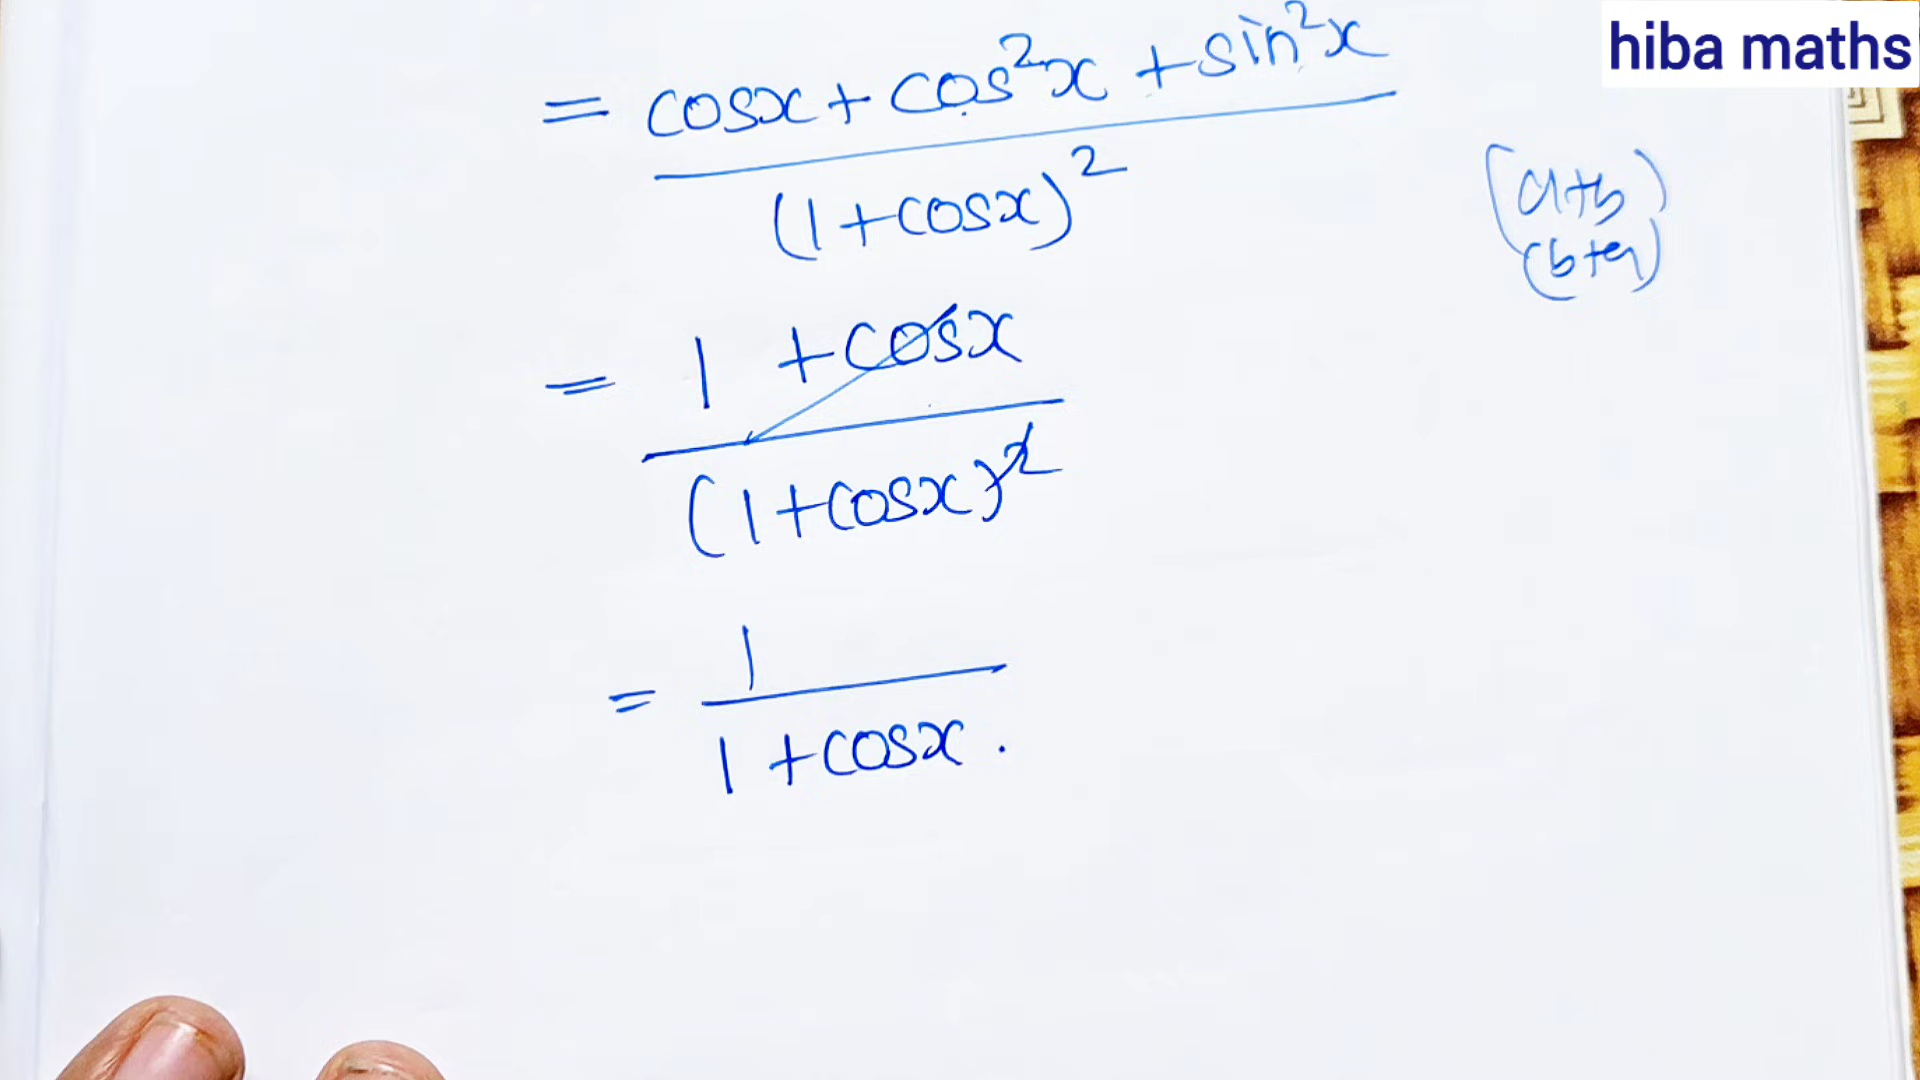 hiba maths
= cosx + cos²x + sin²x
(1+cosx)²
(a+b)
(b+a)
= 1 + cosx
(1+cosx)²
= 1
1 + cosx .